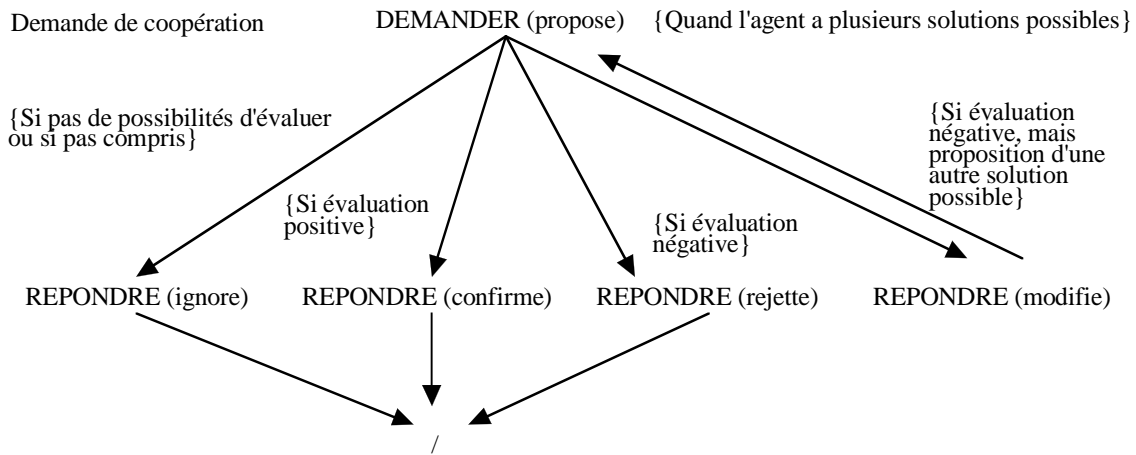 Demande de coopération
DEMANDER (propose)
{Quand l'agent a plusieurs solutions possibles}
{Si pas de possibilités d'évaluer
ou si pas compris}
{Si évaluation
positive}
{Si évaluation
négative}
{Si évaluation
négative, mais
proposition d'une
autre solution
possible}
REPONDRE (ignore)
REPONDRE (confirme)
REPONDRE (rejette)
REPONDRE (modifie)
/